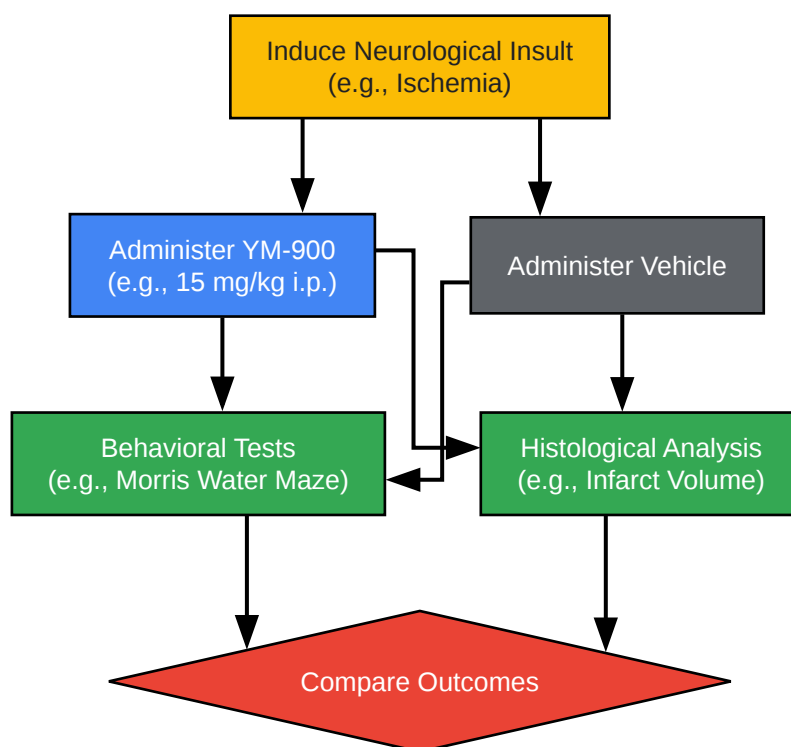 Induce Neurological Insult
(e.g., Ischemia)
Administer YM-900
(e.g., 15 mg/kg i.p.)
Administer Vehicle
Behavioral Tests
(e.g., Morris Water Maze)
Histological Analysis
(e.g., Infarct Volume)
Compare Outcomes